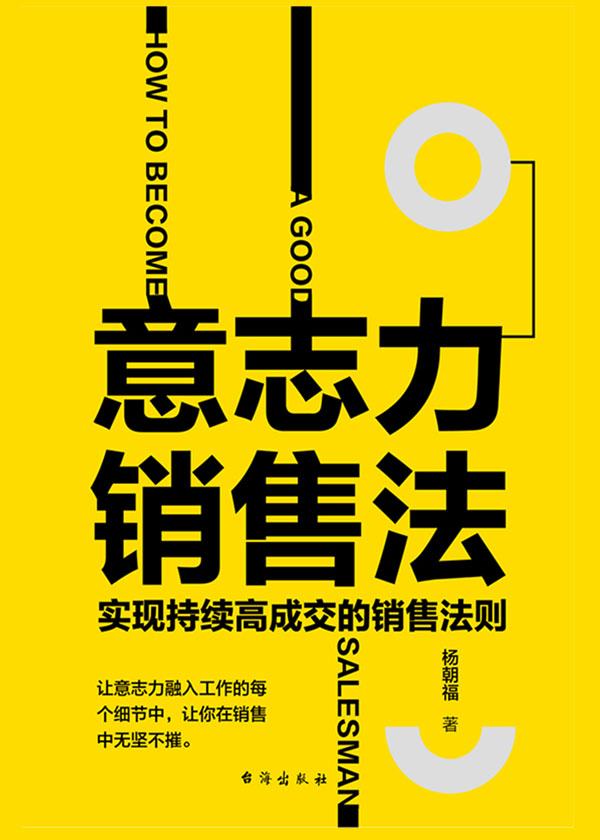 HOW TO BECOME
A GOOD
意志力
销售法
实现持续高成交的销售法则
SALESMAN
杨朝福 著
让意志力融入工作的每
个细节中，让你在销售
中无坚不摧。
台海出版社